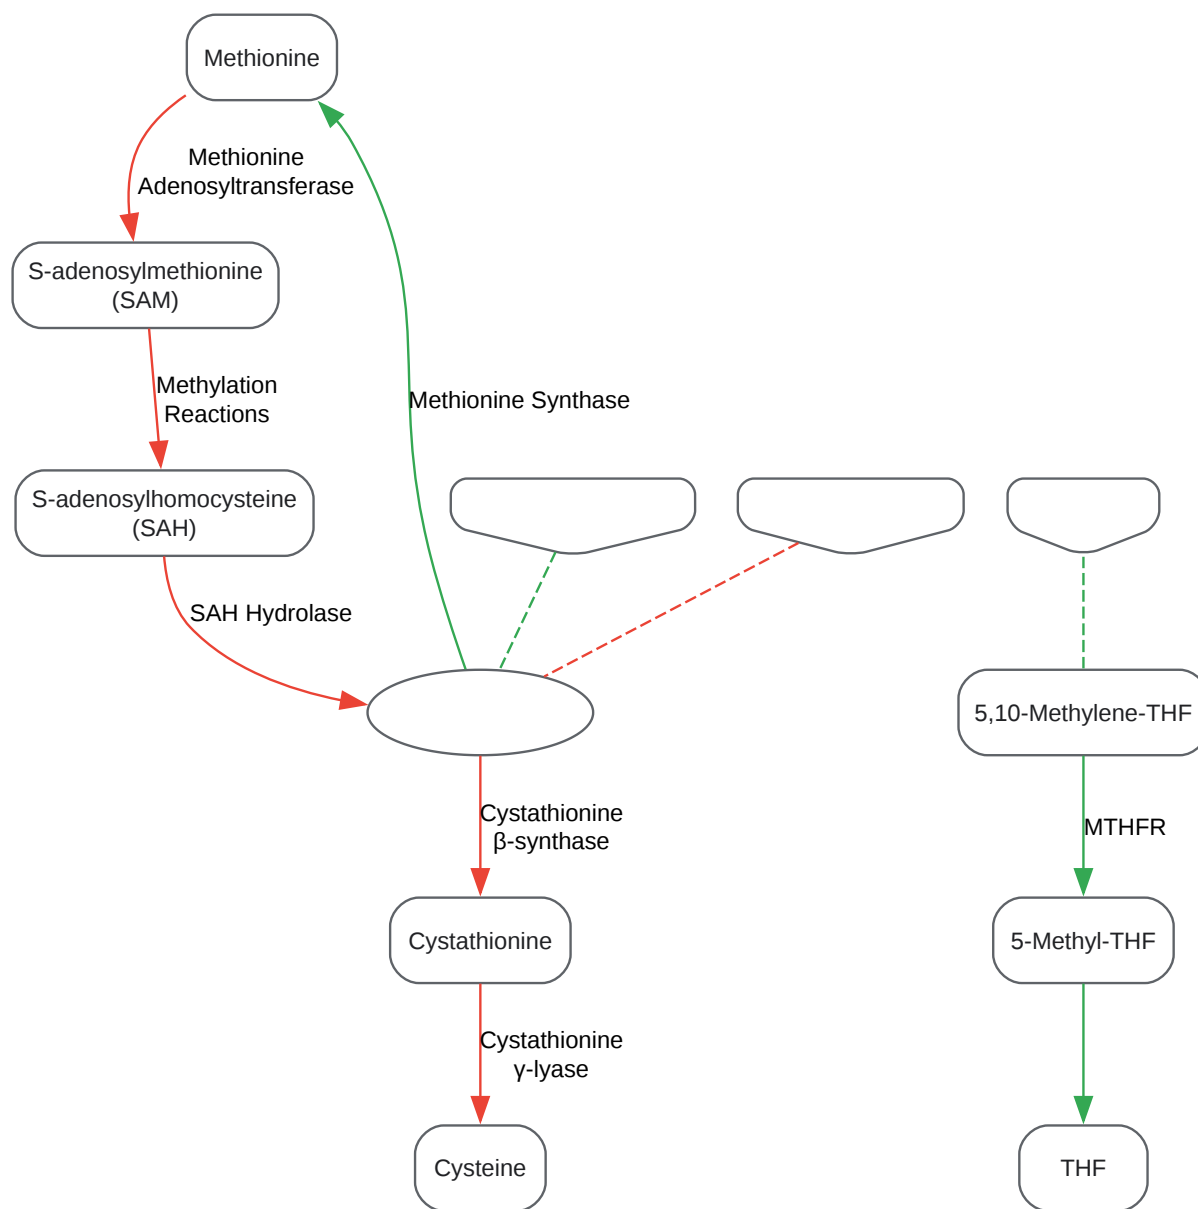 Methionine
Methionine
Adenosyltransferase
S-adenosylmethionine
(SAM)
Methylation
Reactions
Methionine Synthase
S-adenosylhomocysteine
(SAH)
SAH Hydrolase
5,10-Methylene-THF
Cystathionine
β-synthase
MTHFR
Cystathionine
5-Methyl-THF
Cystathionine
γ-lyase
Cysteine
THF